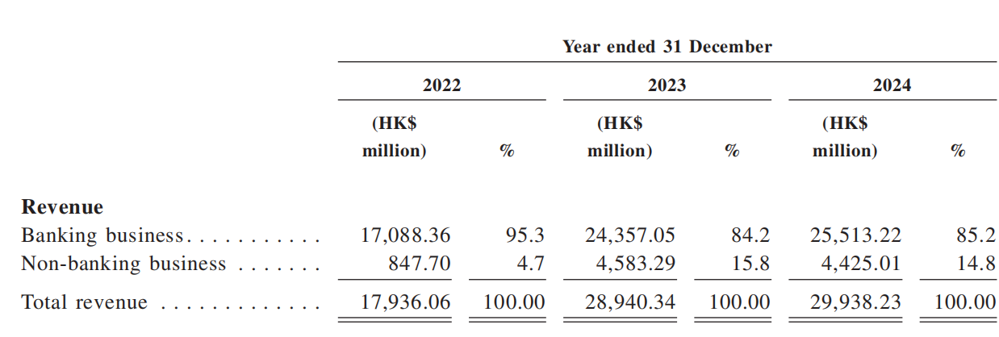 Year ended 31 December
2022 2023 2024
(HK$ (HK$ (HK$
million) % million) % million) %
Revenue
Banking business. . . . . . . . . . . 17,088.36 95.3 24,357.05 84.2 25,513.22 85.2
Non-banking business . . . . . . . 847.70 4.7 4,583.29 15.8 4,425.01 14.8
Total revenue . . . . . . . . . . . . . 17,936.06 100.00 28,940.34 100.00 29,938.23 100.00